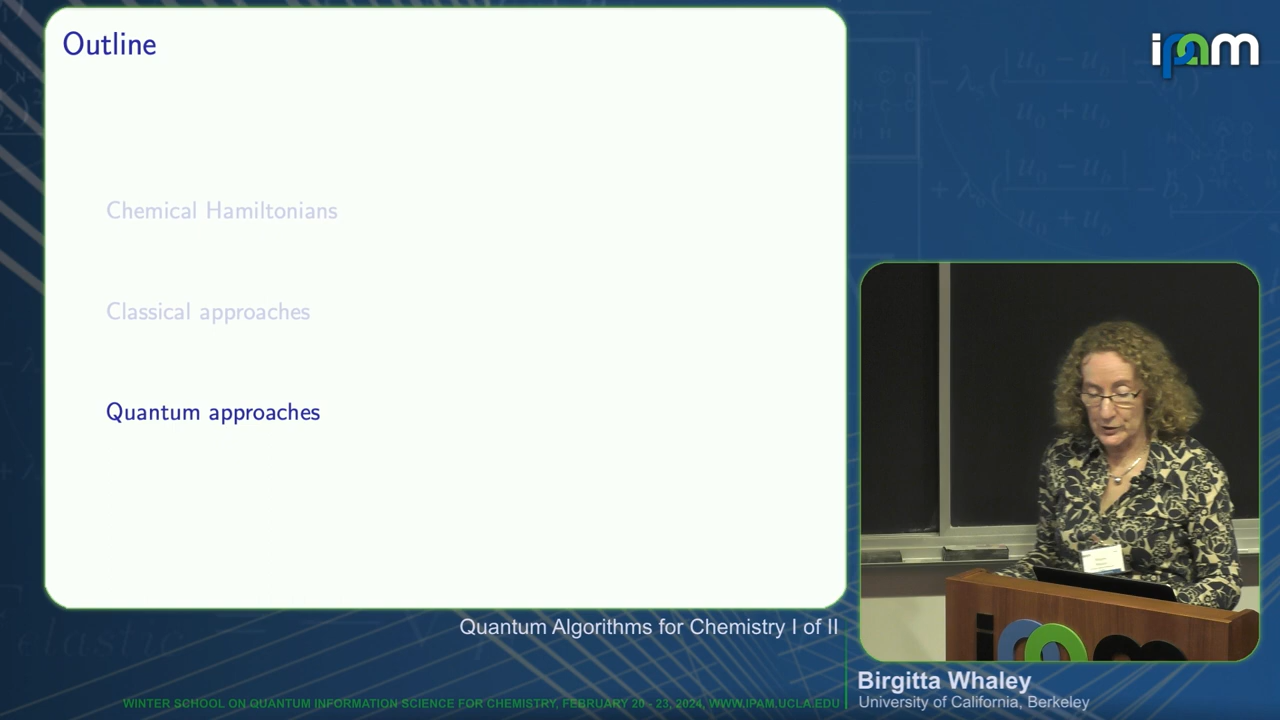 Outline
ipam
Chemical Hamiltonians
Classical approaches
Quantum approaches
Quantum Algorithms for Chemistry I of II
Birgitta Whaley
University of California, Berkeley
WINTER SCHOOL ON QUANTUM INFORMATION SCIENCE FOR CHEMISTRY, FEBRUARY 20 - 23, 2024, WWW.IPAM.UCLA.EDU